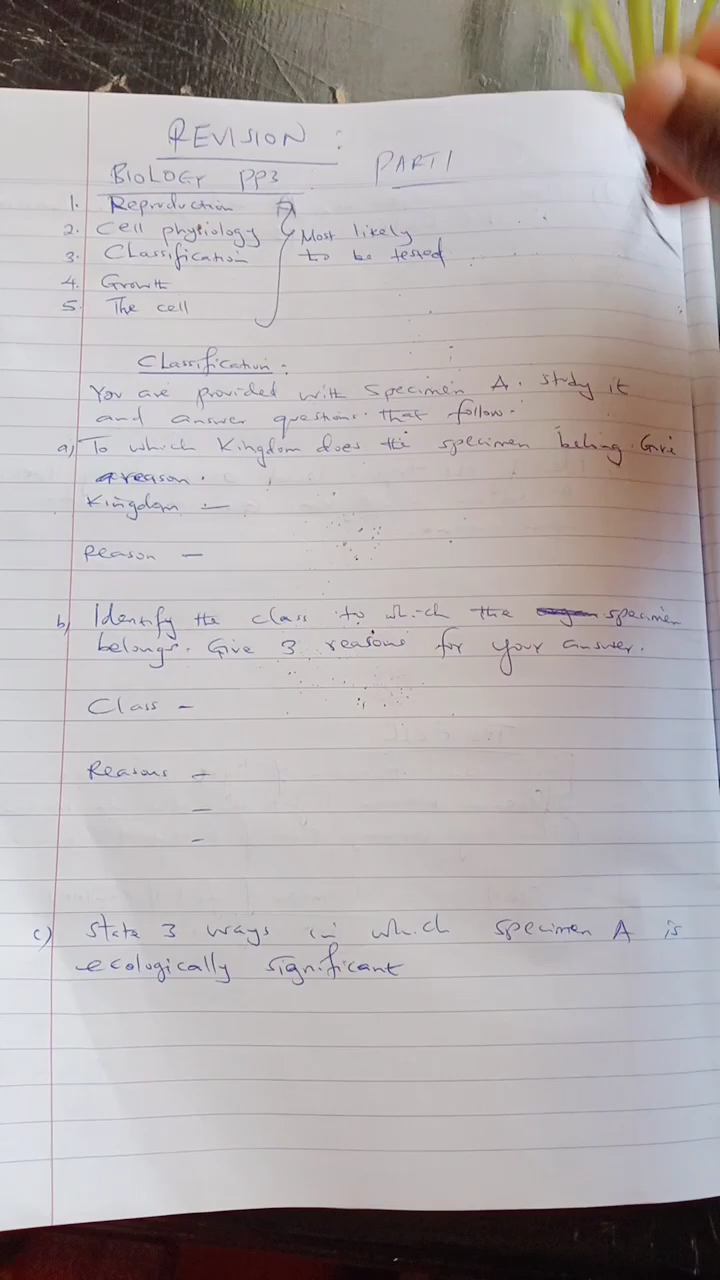 REVISION :
BIOLOGY PP3 PART 1
1. Reproduction
2. Cell physiology
3. Classification
4. Growth
5. The cell
Most likely
to be tested
Classification:
You are provided with specimen A. study it
and answer questions that follow.
a) To which Kingdom does the specimen belong. Give
a reason.
Kingdom –
Reason –
b) Identify the class to which the specimen
belongs. Give 3 reasons for your answer.
Class –
Reasons –
–
–
c) State 3 ways in which specimen A is
ecologically significant